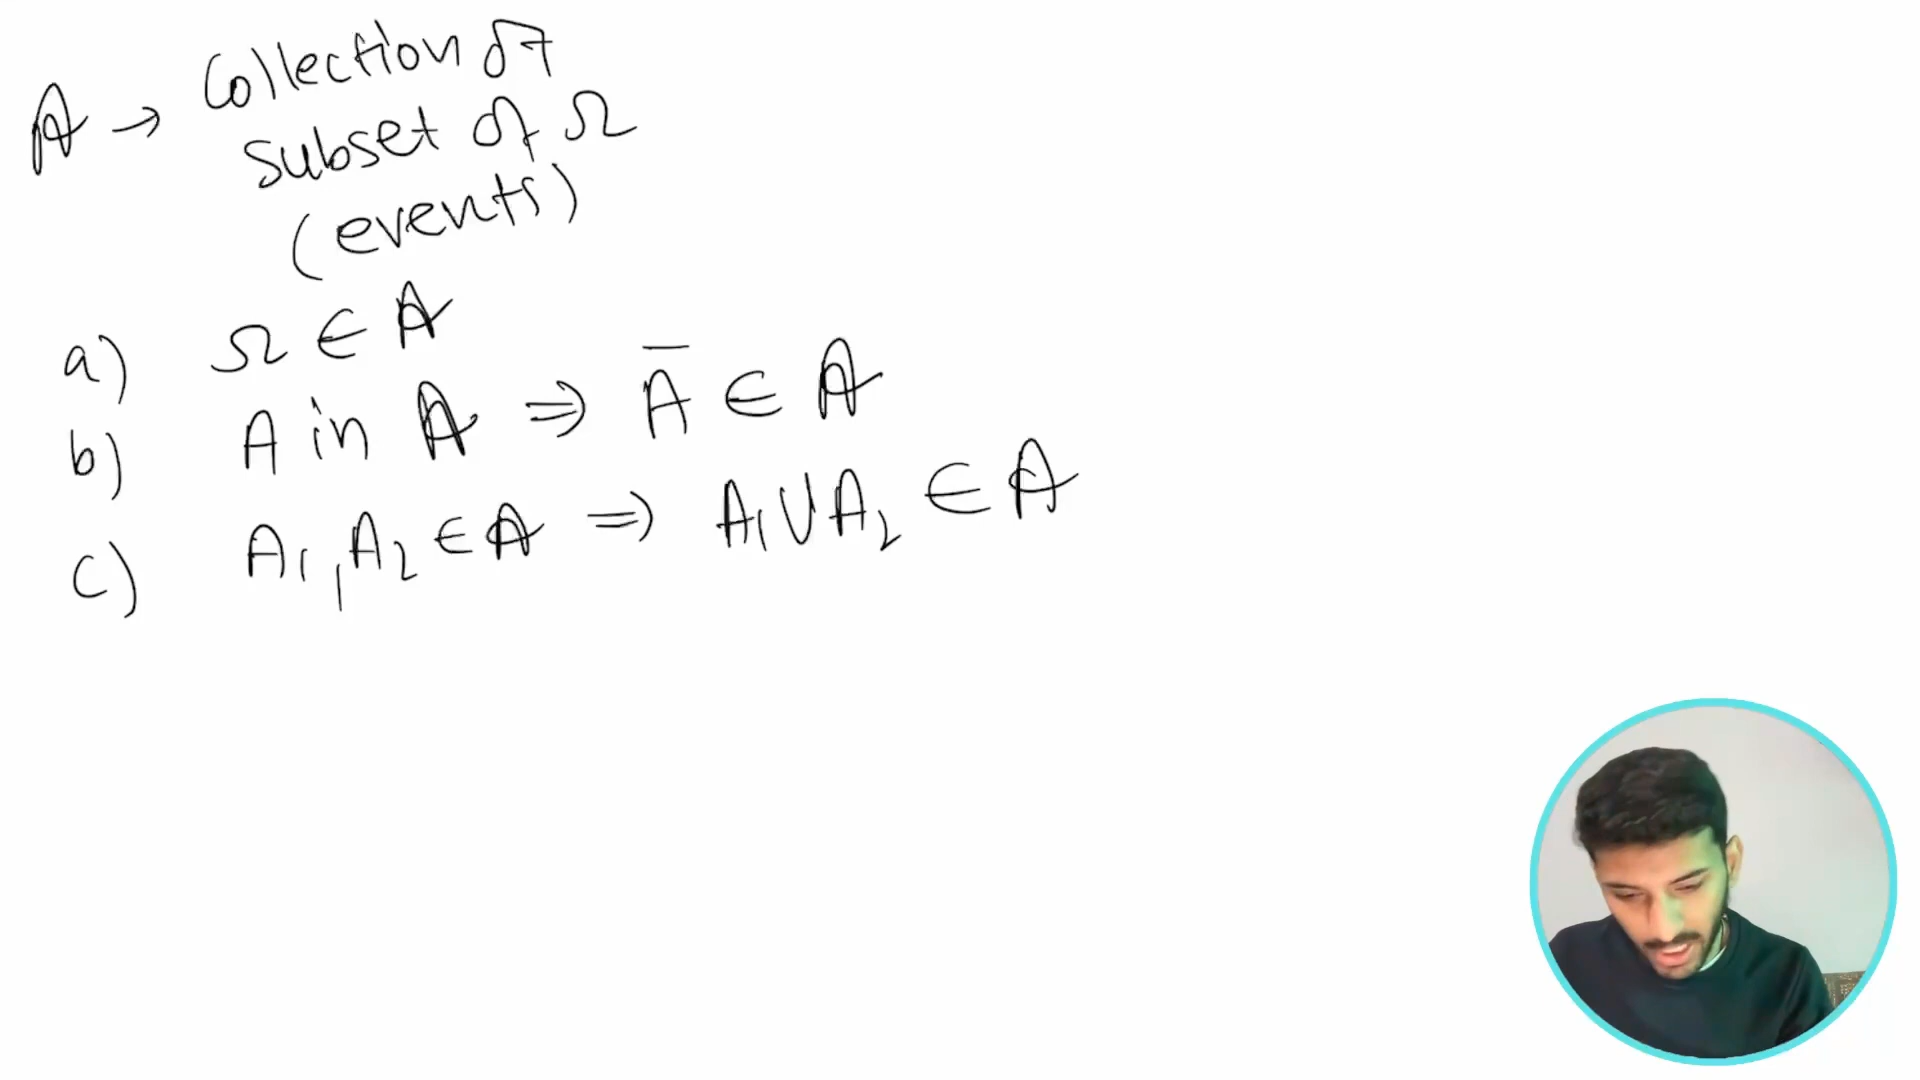 𝔸 → Collection of
subset of Ω
(events)
a) Ω ∈ 𝔸
b) A in 𝔸 ⇒ A̅ ∈ 𝔸
c) A₁, A₂ ∈ 𝔸 ⇒ A₁ ∪ A₂ ∈ 𝔸